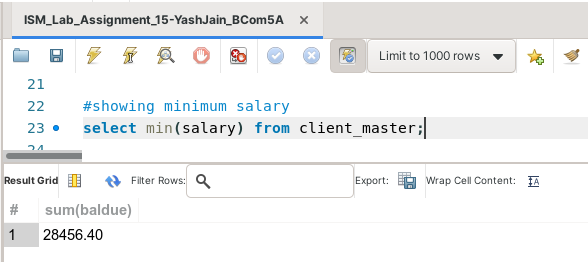 ISM_Lab_Assignment_15-YashJain_BCom5A ×
Limit to 1000 rows
21
22 #showing minimum salary
23 select min(salary) from client_master;
24
Result Grid Filter Rows: Export: Wrap Cell Content: IA
# sum(baldue)
1 28456.40